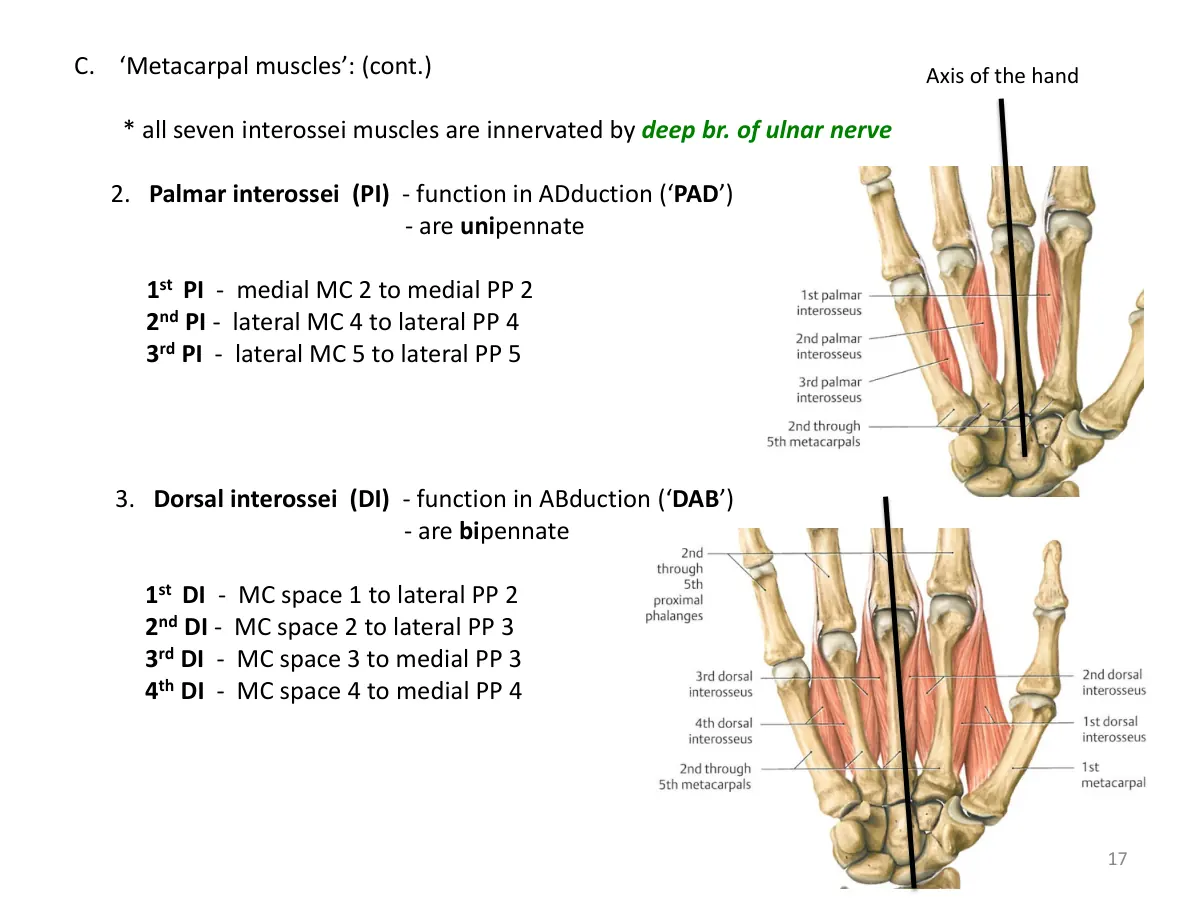 C. ‘Metacarpal muscles’: (cont.)
Axis of the hand
* all seven interossei muscles are innervated by deep br. of ulnar nerve
2. Palmar interossei (PI) - function in ADduction (‘PAD’)
- are unipennate
1st PI - medial MC 2 to medial PP 2
2nd PI - lateral MC 4 to lateral PP 4
3rd PI - lateral MC 5 to lateral PP 5
1st palmar
interosseus
2nd palmar
interosseus
3rd palmar
interosseus
2nd through
5th metacarpals
3. Dorsal interossei (DI) - function in ABduction (‘DAB’)
- are bipennate
1st DI - MC space 1 to lateral PP 2
2nd DI - MC space 2 to lateral PP 3
3rd DI - MC space 3 to medial PP 3
4th DI - MC space 4 to medial PP 4
2nd
through
5th
proximal
phalanges
3rd dorsal
interosseus
4th dorsal
interosseus
2nd through
5th metacarpals
2nd dorsal
interosseus
1st dorsal
interosseus
1st
metacarpal
17